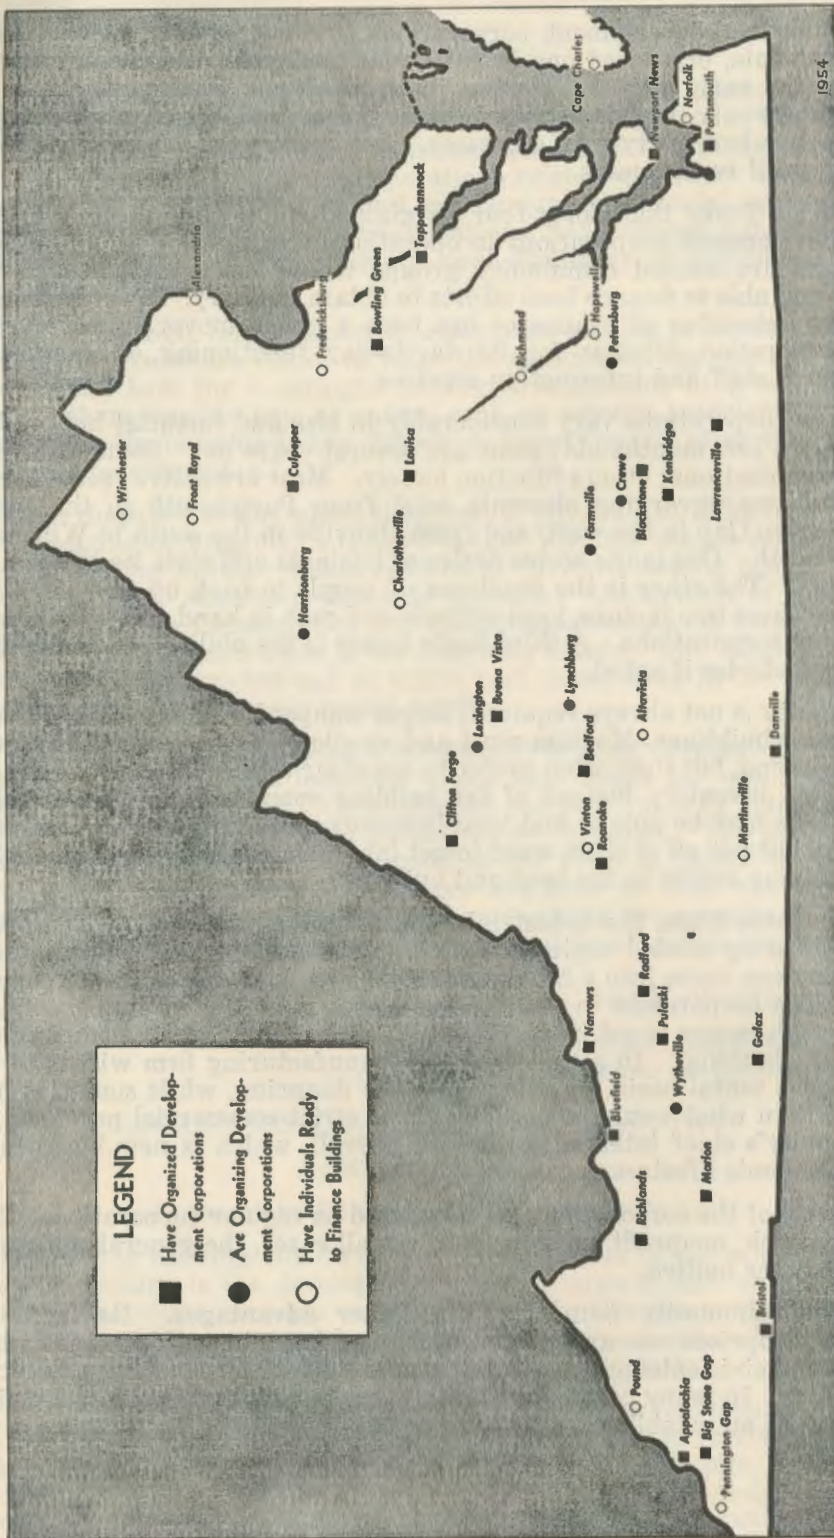 LEGEND
Have Organized Develop-
ment Corporations
Are Organizing Develop-
ment Corporations
Have Individuals Ready
to Finance Buildings
Winchester
Front Royal
Alexandria
Harrisonburg
Culpeper
Fredericksburg
Bowling Green
Charlottesville
Louisa
Tappahannock
Clifton Forge
Lexington
Buena Vista
Richmond
Cape Charles
Lynchburg
Bedford
Vinton
Roanoke
Farmville
Hopewell
Petersburg
Narrows
Bluefield
Crewe
Blackstone
Kenbridge
Newport News
Norfolk
Portsmouth
Pound
Richlands
Radford
Pulaski
Altavista
Appalachia
Big Stone Gap
Pennington Gap
Marion
Wytheville
Lawrenceville
Bristol
Galax
Martinsville
Danville
1954